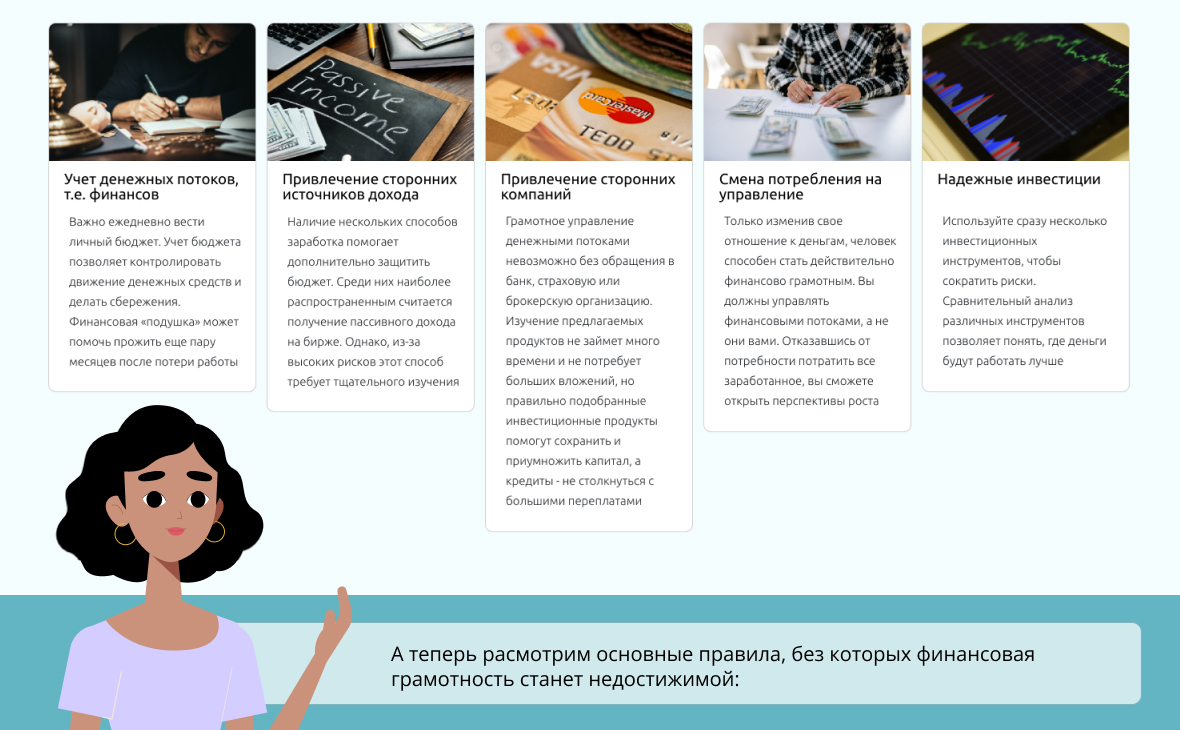 Passive
Income
VISA
MasterCard
TEDD
Учет денежных потоков,
т.е. финансов
Важно ежедневно вести
личный бюджет. Учет бюджета
позволяет контролировать
движение денежных средств и
делать сбережения.
Финансовая «подушка» может
помочь прожить еще пару
месяцев после потери работы
Привлечение сторонних
источников дохода
Наличие нескольких способов
заработка помогает
дополнительно защитить
бюджет. Среди них наиболее
распространенным считается
получение пассивного дохода
на бирже. Однако, из-за
высоких рисков этот способ
требует тщательного изучения
Привлечение сторонних
компаний
Грамотное управление
денежными потоками
невозможно без обращения в
банк, страховую или
брокерскую организацию.
Изучение предлагаемых
продуктов не займет много
времени и не потребует
больших вложений, но
правильно подобранные
инвестиционные продукты
помогут сохранить и
приумножить капитал, а
кредиты - не столкнуться с
большими переплатами
Смена потребления на
управление
Только изменив свое
отношение к деньгам, человек
способен стать действительно
финансово грамотным. Вы
должны управлять
финансовыми потоками, а не
они вами. Отказавшись от
потребности потратить все
заработанное, вы сможете
открыть перспективы роста
Надежные инвестиции
Используйте сразу несколько
инвестиционных
инструментов, чтобы
сократить риски.
Сравнительный анализ
различных инструментов
позволяет понять, где деньги
будут работать лучше
А теперь расмотрим основные правила, без которых финансовая
грамотность станет недостижимой: